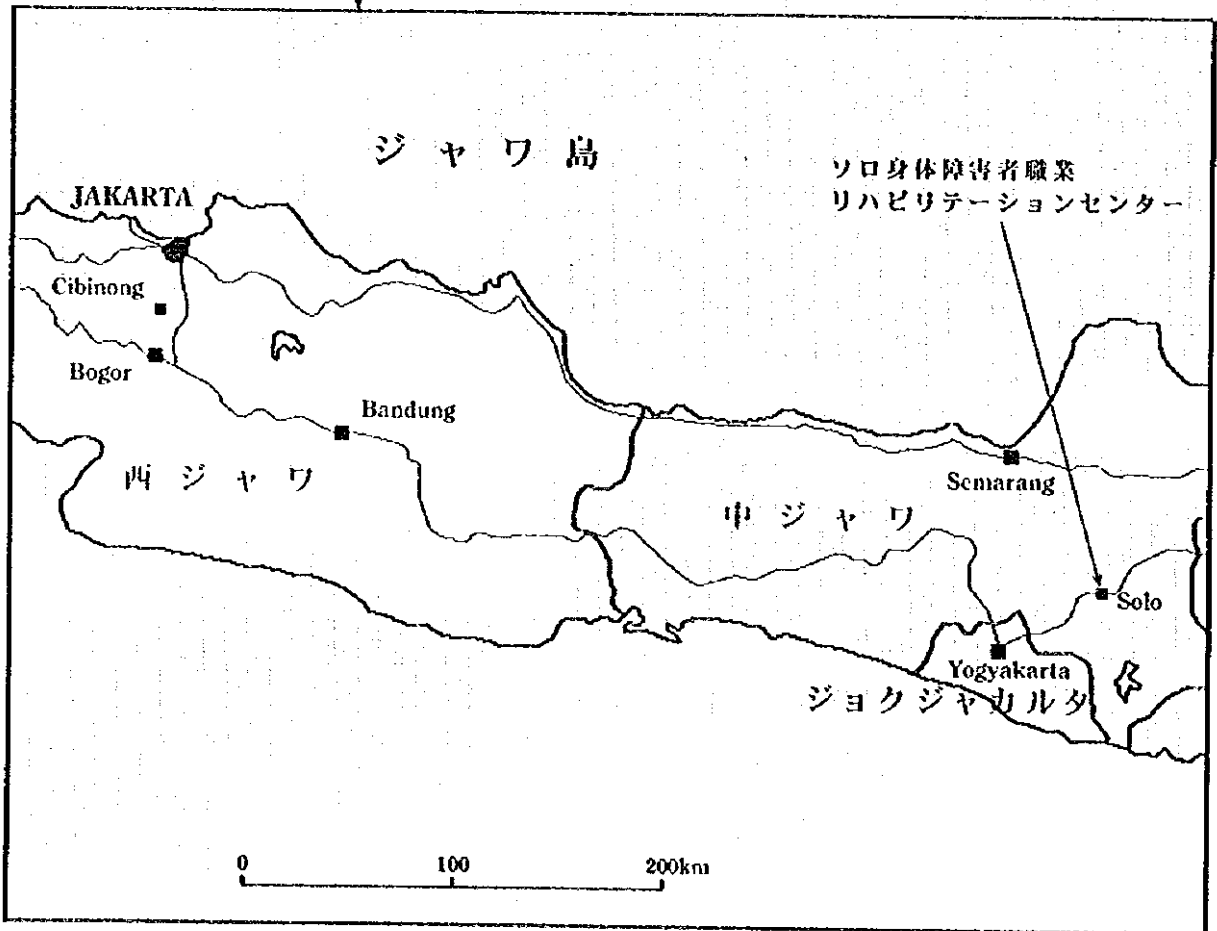 ジャワ島
ソロ身体障害者職業
リハビリテーションセンター
JAKARTA
Cibinong
Bogor
Bandung
西ジャワ
中ジャワ
Semarang
Solo
Yogyakarta
ジョクジャカルタ
0 100 200km